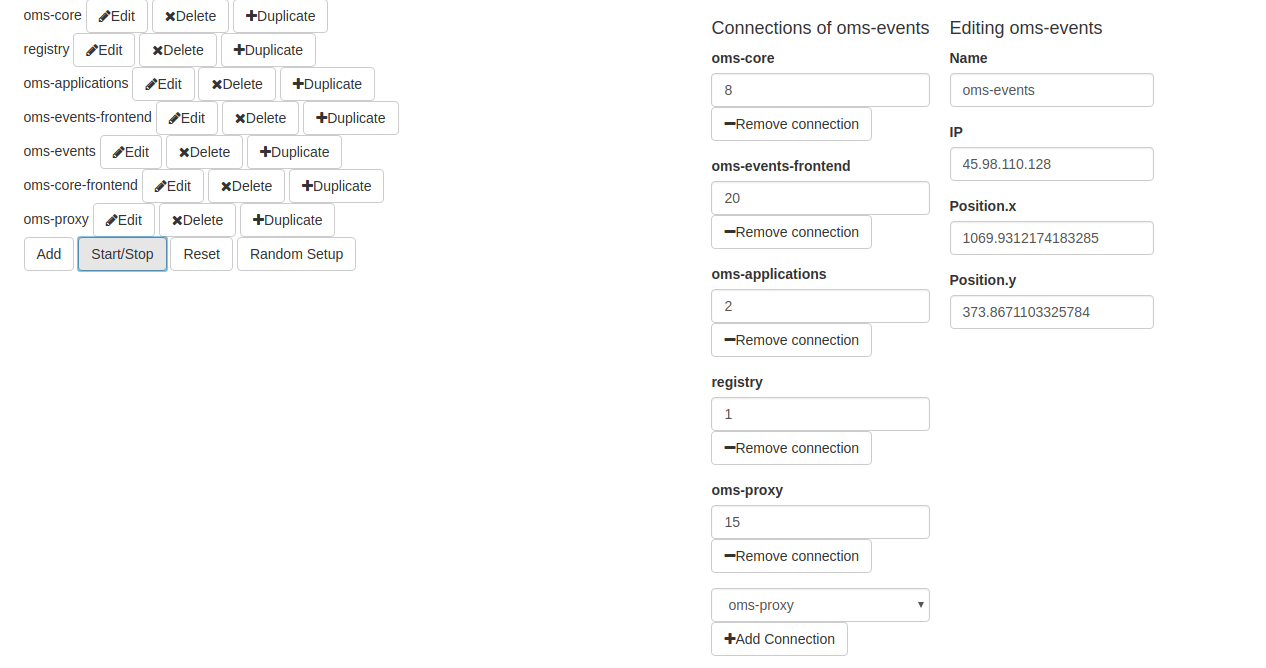 oms-core Edit Delete Duplicate
registry Edit Delete Duplicate
oms-applications Edit Delete Duplicate
oms-events-frontend Edit Delete Duplicate
oms-events Edit Delete Duplicate
oms-core-frontend Edit Delete Duplicate
oms-proxy Edit Delete Duplicate
Add Start/Stop Reset Random Setup
Connections of oms-events
oms-core
8
Remove connection
oms-events-frontend
20
Remove connection
oms-applications
2
Remove connection
registry
1
Remove connection
oms-proxy
15
Remove connection
oms-proxy
Add Connection
Editing oms-events
Name
oms-events
IP
45.98.110.128
Position.x
1069.9312174183285
Position.y
373.8671103325784